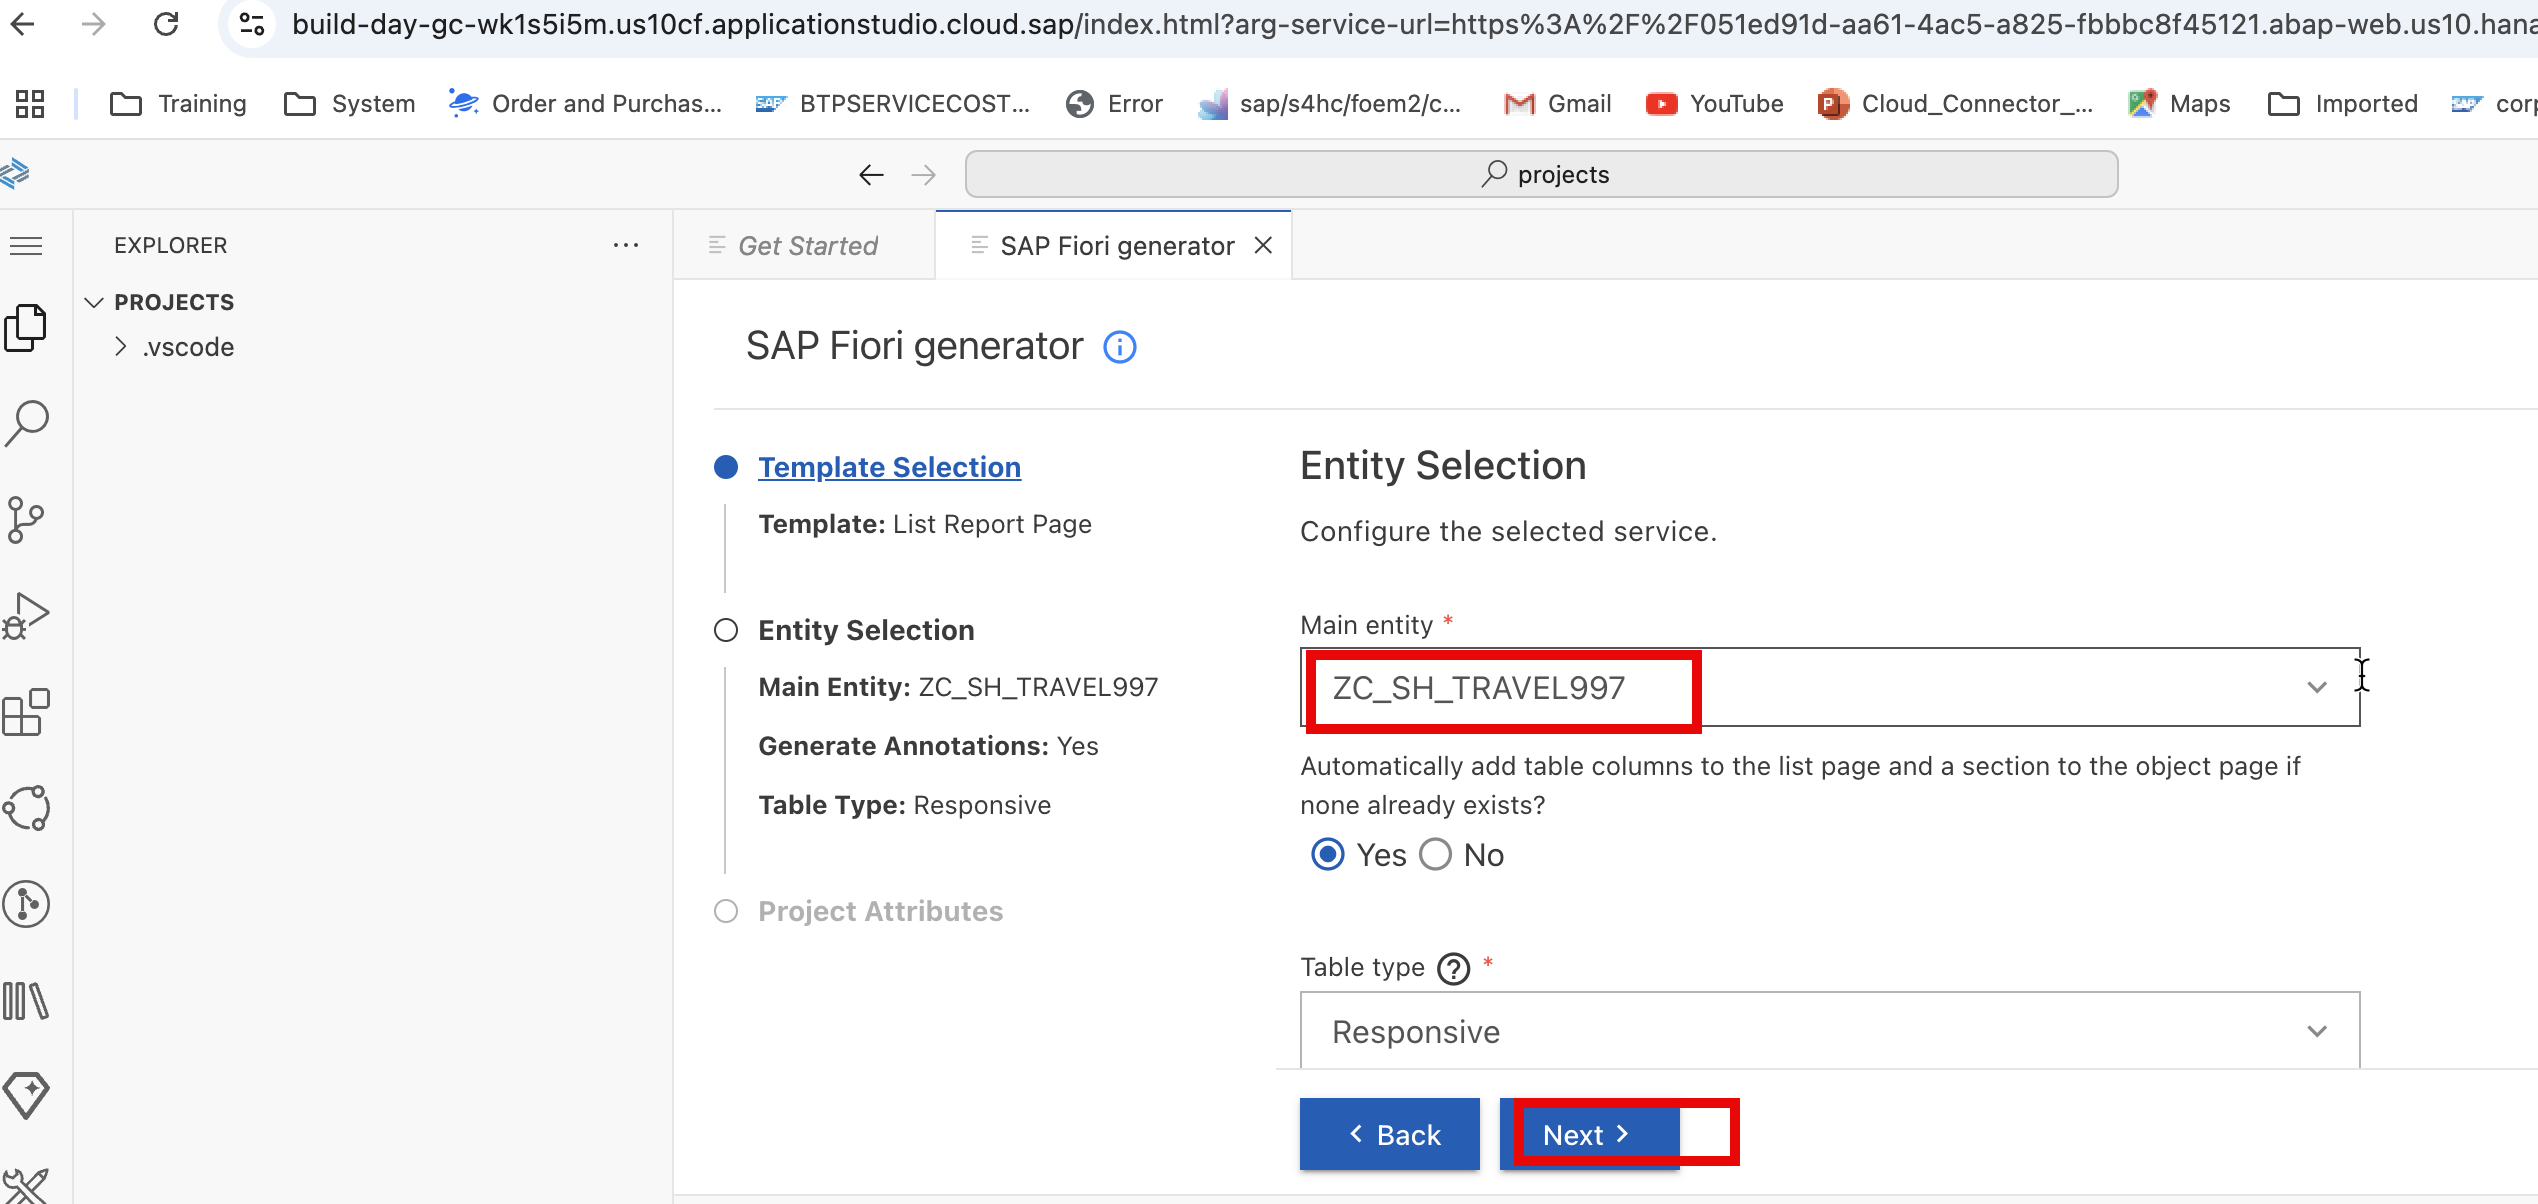 build-day-gc-wk1s5i5m.us10cf.applicationstudio.cloud.sap/index.html?arg-service-url=https%3A%2F%2F051ed91d-aa61-4ac5-a825-fbbbc8f45121.abap-web.us10.hana
Training System Order and Purchas... SAP BTPSERVICECOST... Error sap/s4hc/foem2/c... Gmail YouTube P Cloud_Connector_... Maps Imported SAP corp
projects
EXPLORER ...
Get Started
SAP Fiori generator
PROJECTS
.vscode
SAP Fiori generator
Template Selection
Template: List Report Page
Entity Selection
Main Entity: ZC_SH_TRAVEL997
Generate Annotations: Yes
Table Type: Responsive
Project Attributes
Entity Selection
Configure the selected service.
Main entity *
ZC_SH_TRAVEL997
Automatically add table columns to the list page and a section to the object page if
none already exists?
Yes No
Table type ? *
Responsive
Back Next